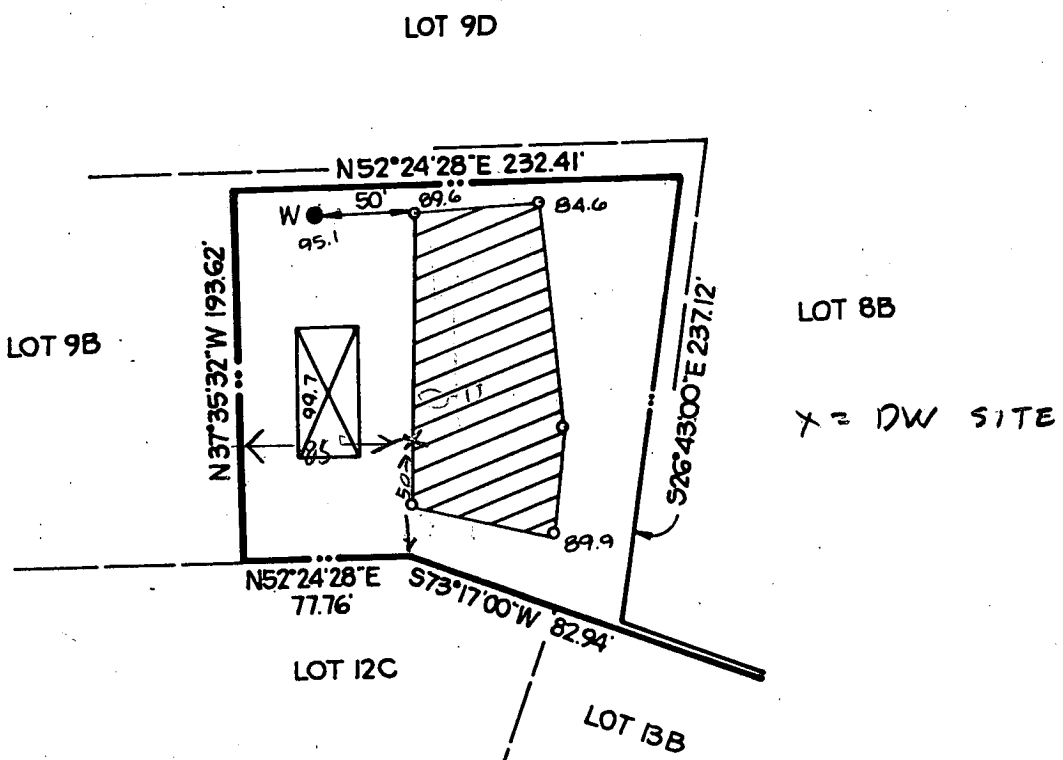 LOT 9D
N52°24'28"E 232.41'
50'
89.6
84.6
W
95.1
N37°35'32"W 193.62'
S26°43'00"E 237.12'
LOT 9B
LOT 8B
99.7
X = DW SITE
85
50
89.9
N52°24'28"E
77.76'
S73°17'00"W 82.94'
LOT 12C
LOT 13B